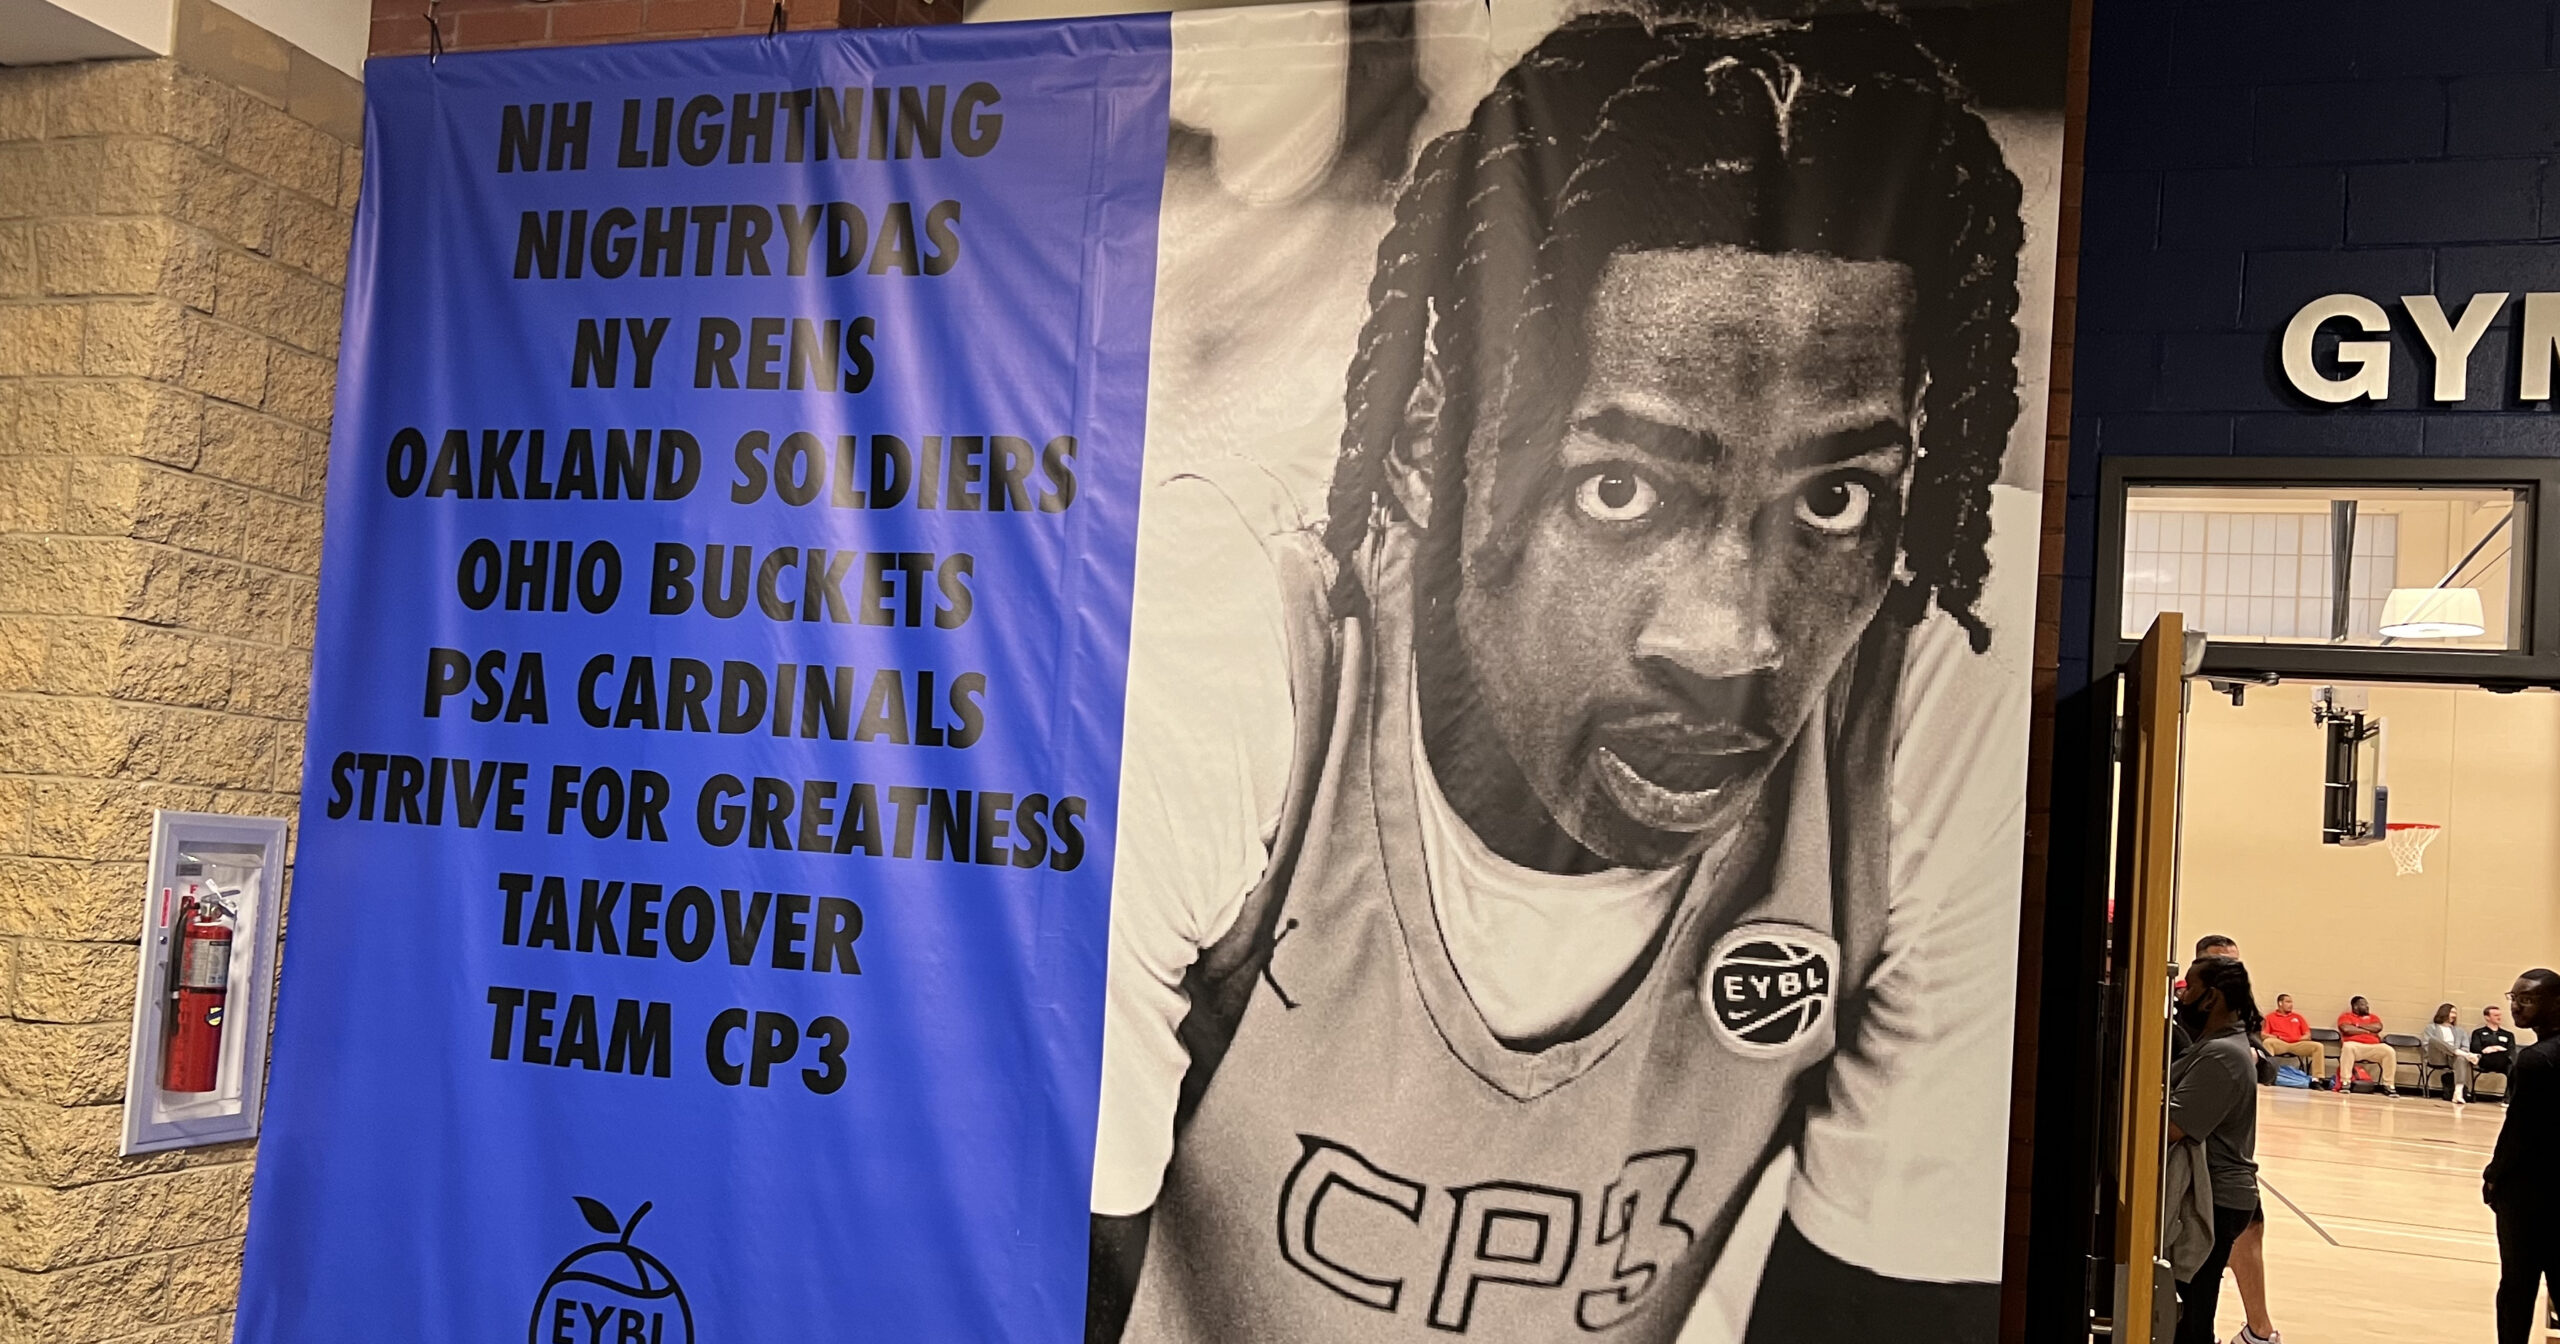 NH LIGHTNING
NIGHTRYDAS
NY RENS
OAKLAND SOLDIERS
OHIO BUCKETS
PSA CARDINALS
STRIVE FOR GREATNESS
TAKEOVER
TEAM CP3
EYBL
EYBL
CP3
GYM